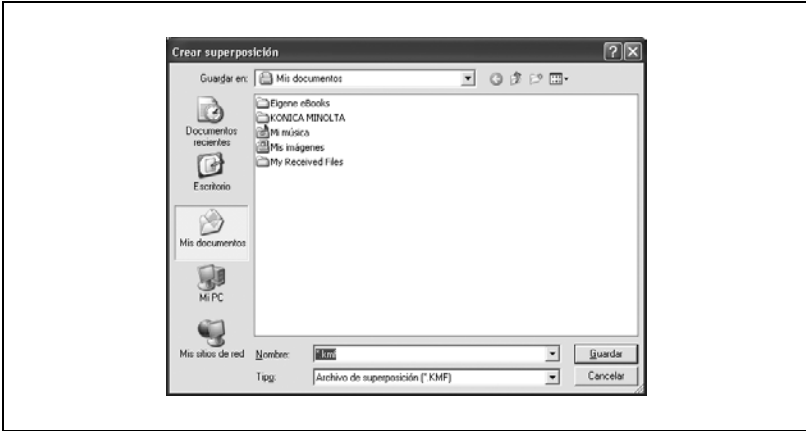 Crear superposición
Guardar en: Mis documentos
Eigene eBooks
KONICA MINOLTA
Mi música
Mis imágenes
My Received Files
Documentos
recientes
Escritorio
Mis documentos
Mi PC
Mis sitios de red
Nombre: *.kmf Guardar
Tipo: Archivo de superposición (*.KMF) Cancelar